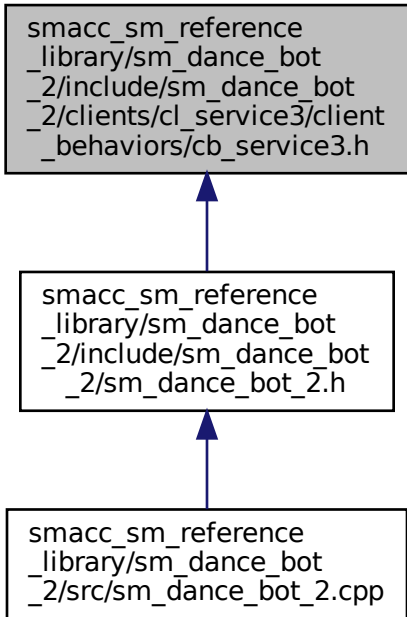 smacc_sm_reference
_library/sm_dance_bot
_2/include/sm_dance_bot
_2/clients/cl_service3/client
_behaviors/cb_service3.h
smacc_sm_reference
_library/sm_dance_bot
_2/include/sm_dance_bot
_2/sm_dance_bot_2.h
smacc_sm_reference
_library/sm_dance_bot
_2/src/sm_dance_bot_2.cpp